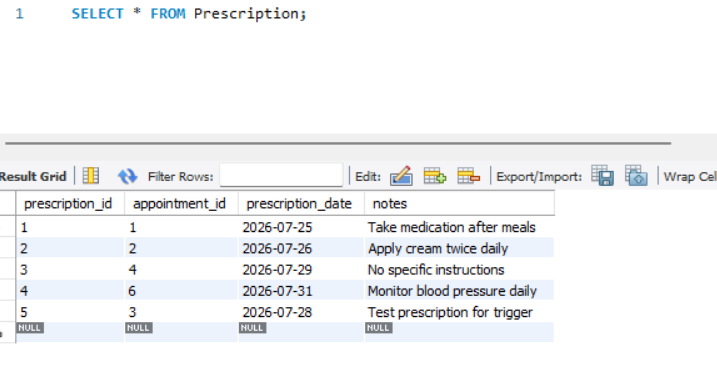 1 SELECT * FROM Prescription;
Result Grid Filter Rows: Edit: Export/Import: Wrap Cel
prescription_id appointment_id prescription_date notes
1 1 2026-07-25 Take medication after meals
2 2 2026-07-26 Apply cream twice daily
3 4 2026-07-29 No specific instructions
4 6 2026-07-31 Monitor blood pressure daily
5 3 2026-07-28 Test prescription for trigger
NULL NULL NULL NULL